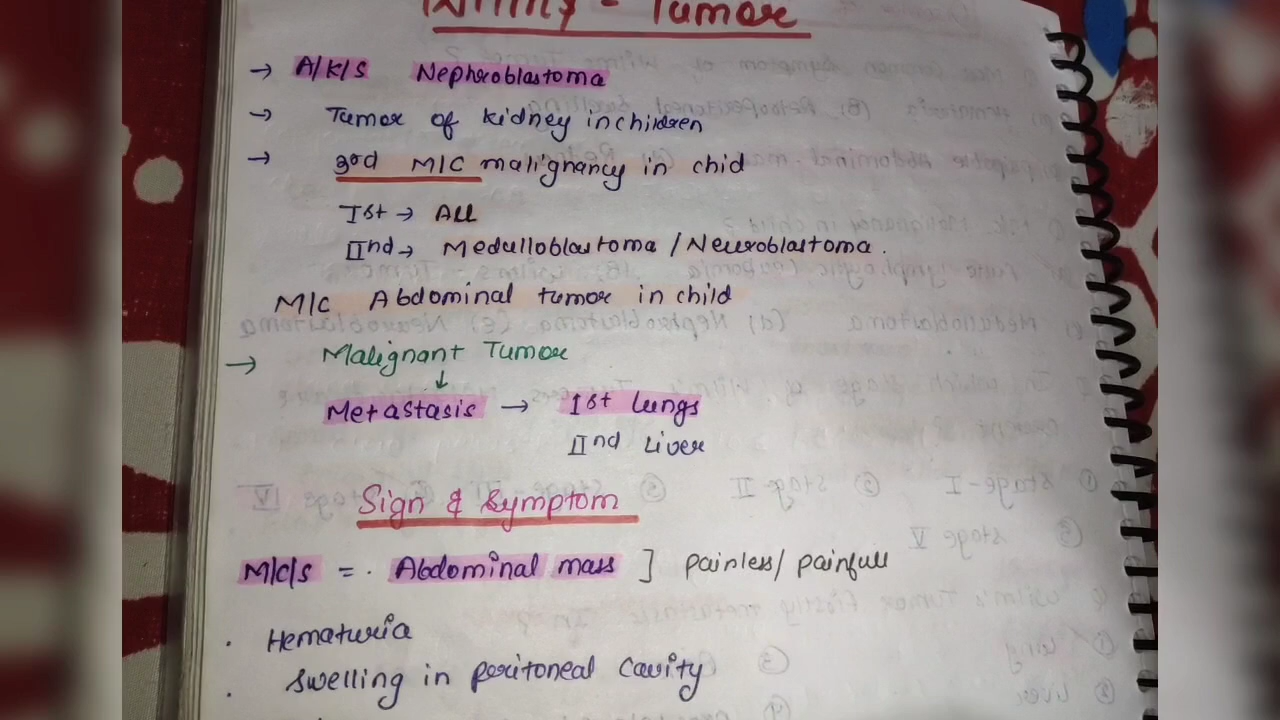 Tumor
→ A/K/S Nephroblastoma
→ Tumor of kidney in children
→ 3rd M/C malignancy in chid
Ist → ALL
IInd → Medulloblastoma / Neuroblastoma.
M/C Abdominal tumor in child
→ Malignant Tumor
↓
Metastasis → Ist lungs
IInd Liver
Sign & Symptom
M/C/S = . Abdominal mass ] painless/ painfull
. Hematuria
. swelling in peritoneal cavity